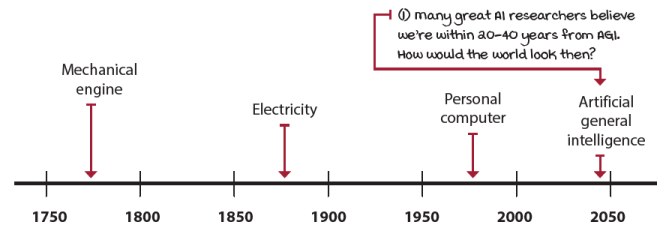 ① many great AI researchers believe
we're within 20-40 years from AGI.
How would the world look then?
Mechanical
engine
Electricity
Personal
computer
Artificial
general
intelligence
1750 1800 1850 1900 1950 2000 2050